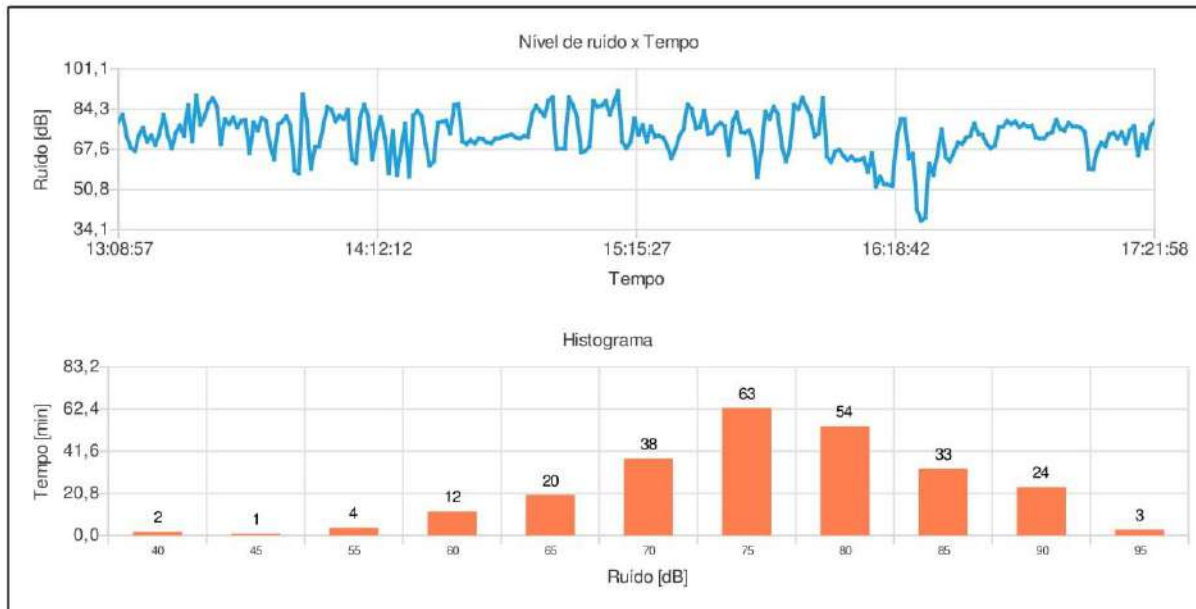 Nível de ruído x Tempo
101,1
84,3
67,6
50,8
34,1
Ruído [dB]
13:08:57 14:12:12 15:15:27 16:18:42 17:21:58
Tempo
Histograma
83,2
62,4
41,6
20,8
0,0
Tempo [min]
2 1 4 12 20 38 63 54 33 24 3
40 45 55 60 65 70 75 80 85 90 95
Ruído [dB]